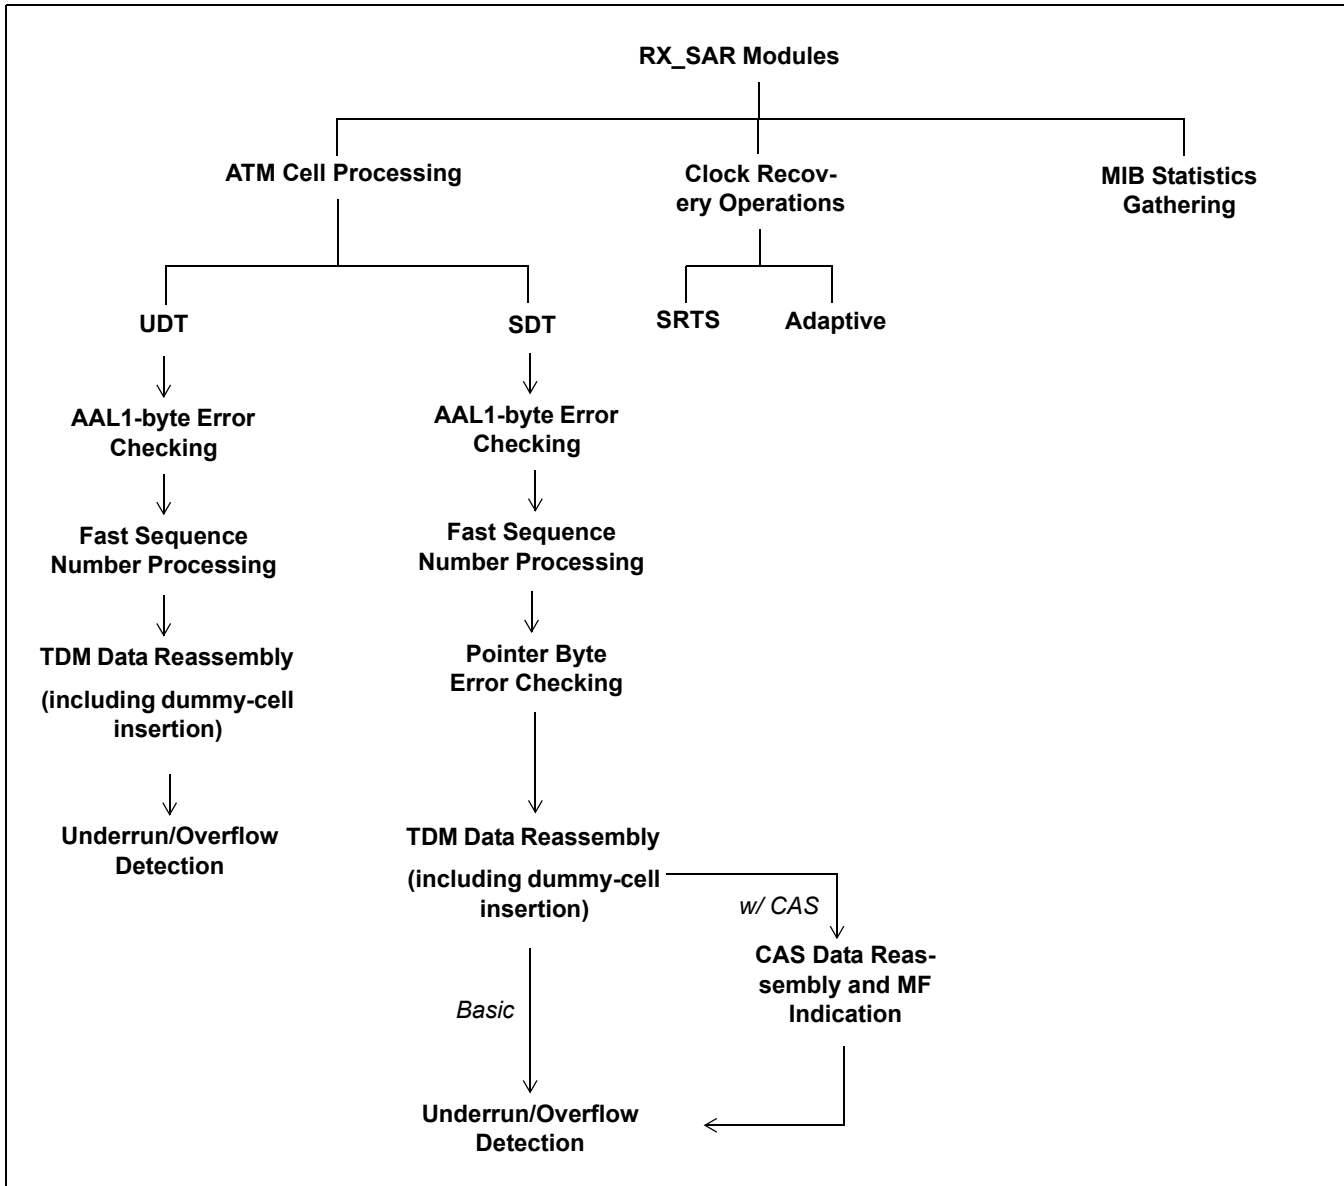 RX_SAR Modules
ATM Cell Processing
Clock Recov-
ery Operations
MIB Statistics
Gathering
UDT
SDT
SRTS
Adaptive
AAL1-byte Error
Checking
Fast Sequence
Number Processing
TDM Data Reassembly
(including dummy-cell
insertion)
Underrun/Overflow
Detection
AAL1-byte Error
Checking
Fast Sequence
Number Processing
Pointer Byte
Error Checking
TDM Data Reassembly
(including dummy-cell
insertion)
w/ CAS
CAS Data Reas-
sembly and MF
Indication
Basic
Underrun/Overflow
Detection